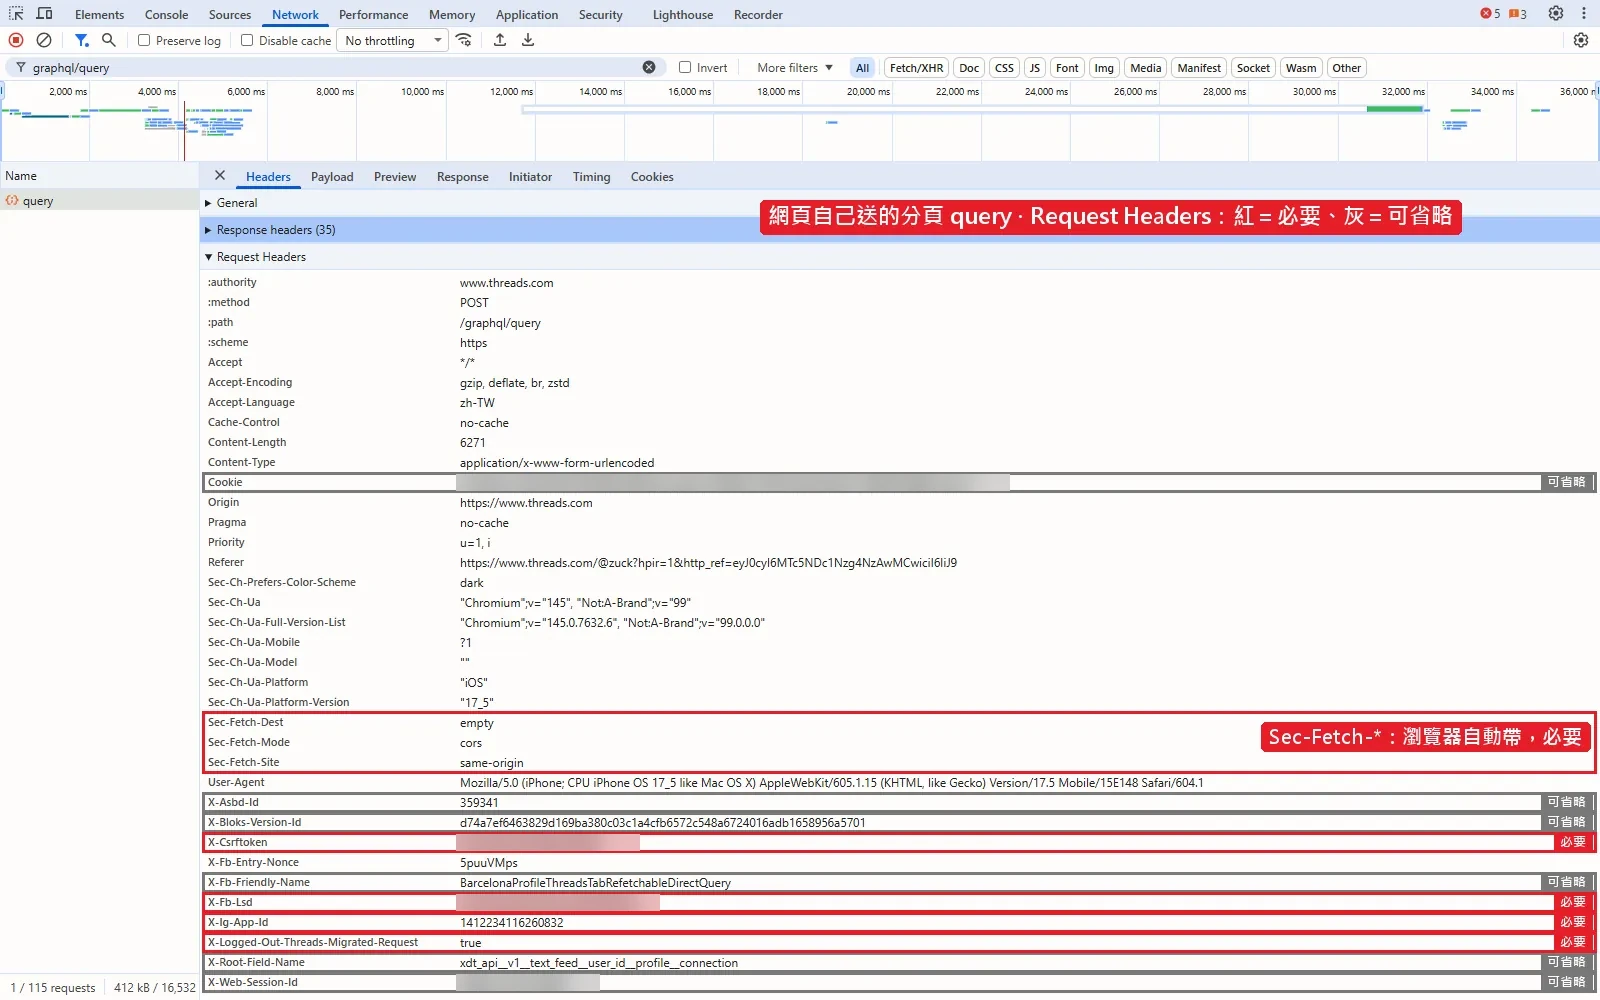 Elements Console Sources Network Performance Memory Application Security Lighthouse Recorder 5 3
Preserve log Disable cache No throttling
graphql/query Invert More filters All Fetch/XHR Doc CSS JS Font Img Media Manifest Socket Wasm Other
2,000 ms 4,000 ms 6,000 ms 8,000 ms 10,000 ms 12,000 ms 14,000 ms 16,000 ms 18,000 ms 20,000 ms 22,000 ms 24,000 ms 26,000 ms 28,000 ms 30,000 ms 32,000 ms 34,000 ms 36,000 m
Name
query
Headers Payload Preview Response Initiator Timing Cookies
General
網頁自己送的分頁 query · Request Headers：紅 = 必要、灰 = 可省略
Response headers (35)
Request Headers
:authority www.threads.com
:method POST
:path /graphql/query
:scheme https
Accept */*
Accept-Encoding gzip, deflate, br, zstd
Accept-Language zh-TW
Cache-Control no-cache
Content-Length 6271
Content-Type application/x-www-form-urlencoded
Cookie 可省略
Origin https://www.threads.com
Pragma no-cache
Priority u=1, i
Referer https://www.threads.com/@zuck?hpir=1&http_ref=eyJ0cyI6MTc5NDc1Nzg4NzAwMCwiciI6IiJ9
Sec-Ch-Prefers-Color-Scheme dark
Sec-Ch-Ua "Chromium";v="145", "Not:A-Brand";v="99"
Sec-Ch-Ua-Full-Version-List "Chromium";v="145.0.7632.6", "Not:A-Brand";v="99.0.0.0"
Sec-Ch-Ua-Mobile ?1
Sec-Ch-Ua-Model ""
Sec-Ch-Ua-Platform "iOS"
Sec-Ch-Ua-Platform-Version "17_5"
Sec-Fetch-Dest empty
Sec-Fetch-Mode cors
Sec-Fetch-*：瀏覽器自動帶，必要
Sec-Fetch-Site same-origin
User-Agent Mozilla/5.0 (iPhone; CPU iPhone OS 17_5 like Mac OS X) AppleWebKit/605.1.15 (KHTML, like Gecko) Version/17.5 Mobile/15E148 Safari/604.1
X-Asbd-Id 359341 可省略
X-Bloks-Version-Id d74a7ef6463829d169ba380c03c1a4cfb6572c548a6724016adb1658956a5701 可省略
X-Csrftoken 必要
X-Fb-Entry-Nonce 5puuVMps
X-Fb-Friendly-Name BarcelonaProfileThreadsTabRefetchableDirectQuery 可省略
X-Fb-Lsd 必要
X-Ig-App-Id 1412234116260832 必要
X-Logged-Out-Threads-Migrated-Request true 必要
X-Root-Field-Name xdt_api__v1__text_feed__user_id__profile__connection 可省略
X-Web-Session-Id 可省略
1 / 115 requests 412 kB / 16,532